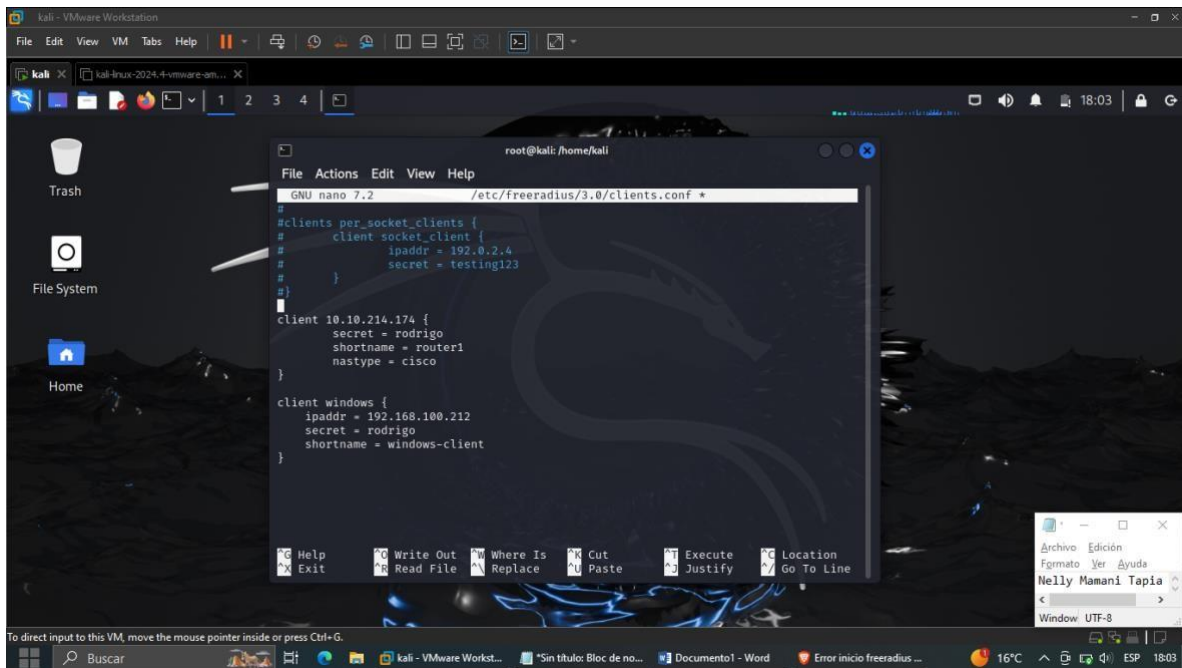 kali - VMware Workstation
File Edit View VM Tabs Help
kali
kali-linux-2024.4-vmware-am...
1 2 3 4
18:03
Trash
File System
Home
root@kali: /home/kali
File Actions Edit View Help
GNU nano 7.2 /etc/freeradius/3.0/clients.conf *
#
#clients per_socket_clients {
# client socket_client {
# ipaddr = 192.0.2.4
# secret = testing123
# }
#}
client 10.10.214.174 {
secret = rodrigo
shortname = router1
nastype = cisco
}
client windows {
ipaddr = 192.168.100.212
secret = rodrigo
shortname = windows-client
}
^G Help ^O Write Out ^W Where Is ^K Cut ^T Execute ^C Location
^X Exit ^R Read File ^\ Replace ^U Paste ^J Justify ^/ Go To Line
Archivo Edición
Formato Ver Ayuda
Nelly Mamani Tapia
Window UTF-8
To direct input to this VM, move the mouse pointer inside or press Ctrl+G.
Buscar
kali - VMware Workst...
*Sin título: Bloc de no...
Documento1 - Word
Error inicio freeradius ...
16°C
ESP
18:03